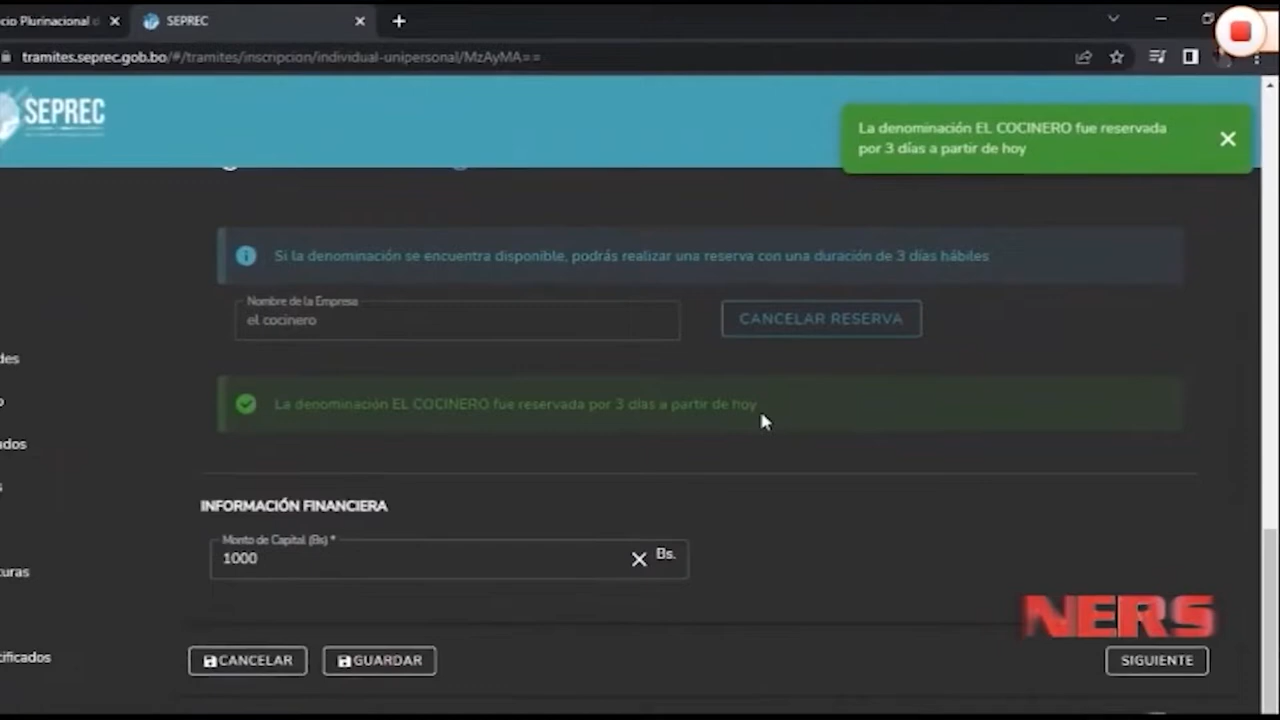 cio Plurinacional d
SEPREC
tramites.seprec.gob.bo/#/tramites/inscripcion/individual-unipersonal/MzAyMA==
SEPREC
La denominación EL COCINERO fue reservada
por 3 días a partir de hoy
Si la denominación se encuentra disponible, podrás realizar una reserva con una duración de 3 días hábiles
Nombre de la Empresa
el cocinero
CANCELAR RESERVA
des
o
La denominación EL COCINERO fue reservada por 3 días a partir de hoy
ados
s
INFORMACIÓN FINANCIERA
Monto de Capital (Bs) *
1000
Bs.
turas
NERS
tificados
CANCELAR
GUARDAR
SIGUIENTE